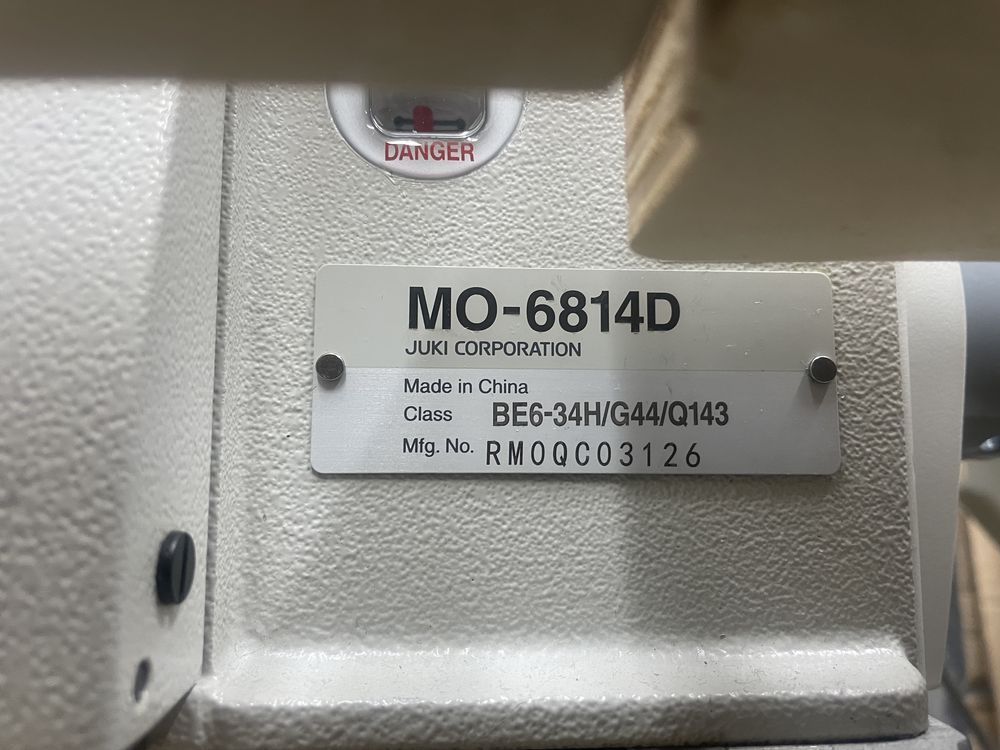 DANGER
MO-6814D
JUKI CORPORATION
Made in China
Class BE6-34H/G44/Q143
Mfg. No. RM0QC03126